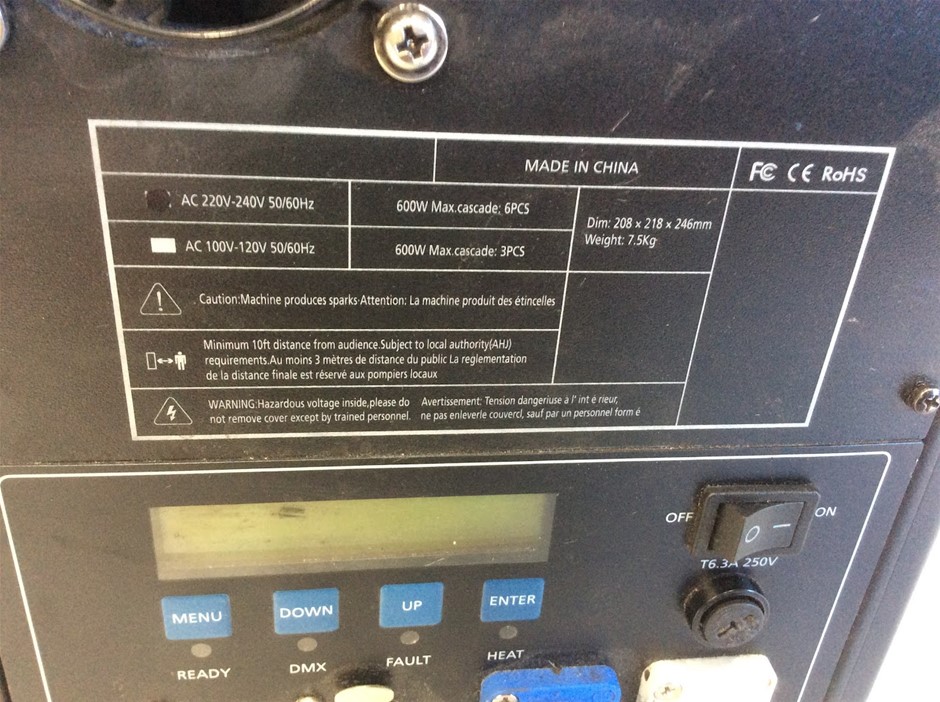 MADE IN CHINA
FC CE RoHS
AC 220V-240V 50/60Hz
600W Max.cascade: 6PCS
AC 100V-120V 50/60Hz
600W Max.cascade: 3PCS
Dim: 208 × 218 × 246mm
Weight: 7.5Kg
Caution:Machine produces sparks-Attention: La machine produit des étincelles
Minimum 10ft distance from audience.Subject to local authority(AHJ)
requirements.Au moins 3 mètres de distance du public La reglementation
de la distance finale est réservé aux pompiers locaux
WARNING:Hazardous voltage inside,please do
not remove cover except by trained personnel.
Avertissement: Tension dangeriuse à l' int é rieur,
ne pas enleverle couvercl, sauf par un personnel form é
OFF
O –
ON
T6.3A 250V
MENU
DOWN
UP
ENTER
READY
DMX
FAULT
HEAT